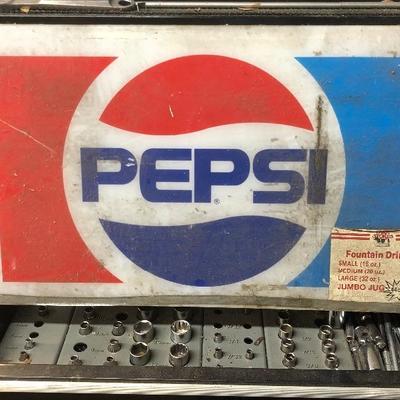 PEPSI
®
Fountain Drin
SMALL (16 oz.)
MEDIUM (20 oz.)
LARGE (32 oz.)
JUMBO JUG